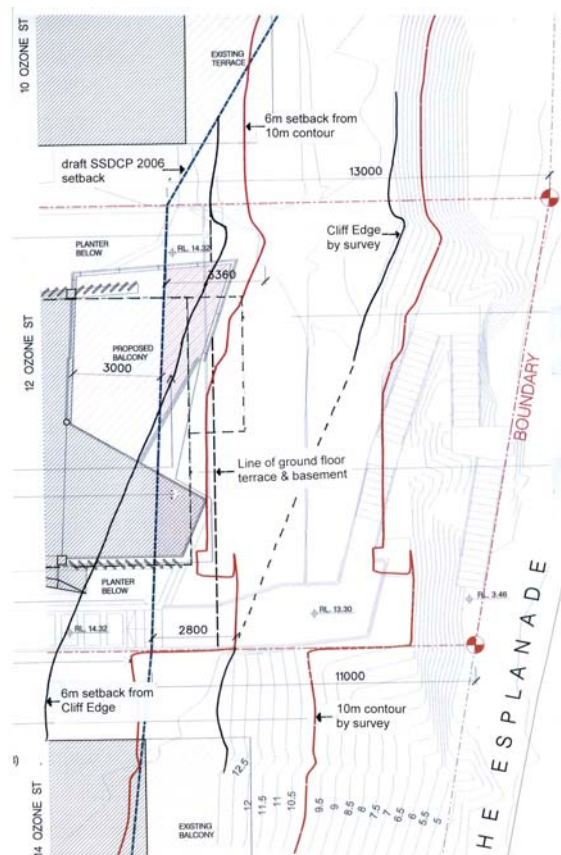 10 OZONE ST
EXISTING
TERRACE
6m setback from
10m contour
draft SSDCP 2006
setback
13000
PLANTER
BELOW
RL. 14.32
Cliff Edge
by survey
3360
12 OZONE ST
PROPOSED
BALCONY
3000
BOUNDARY
Line of ground floor
terrace & basement
PLANTER
BELOW
RL. 14.32
RL. 13.30
RL. 3.46
2800
6m setback from
Cliff Edge
11000
10m contour
by survey
HE ESPLANADE
12.5
12
11.5
11
10.5
9.5
9
8.5
8
7.5
7
6.5
6
5.5
5
14 OZONE ST
EXISTING
BALCONY